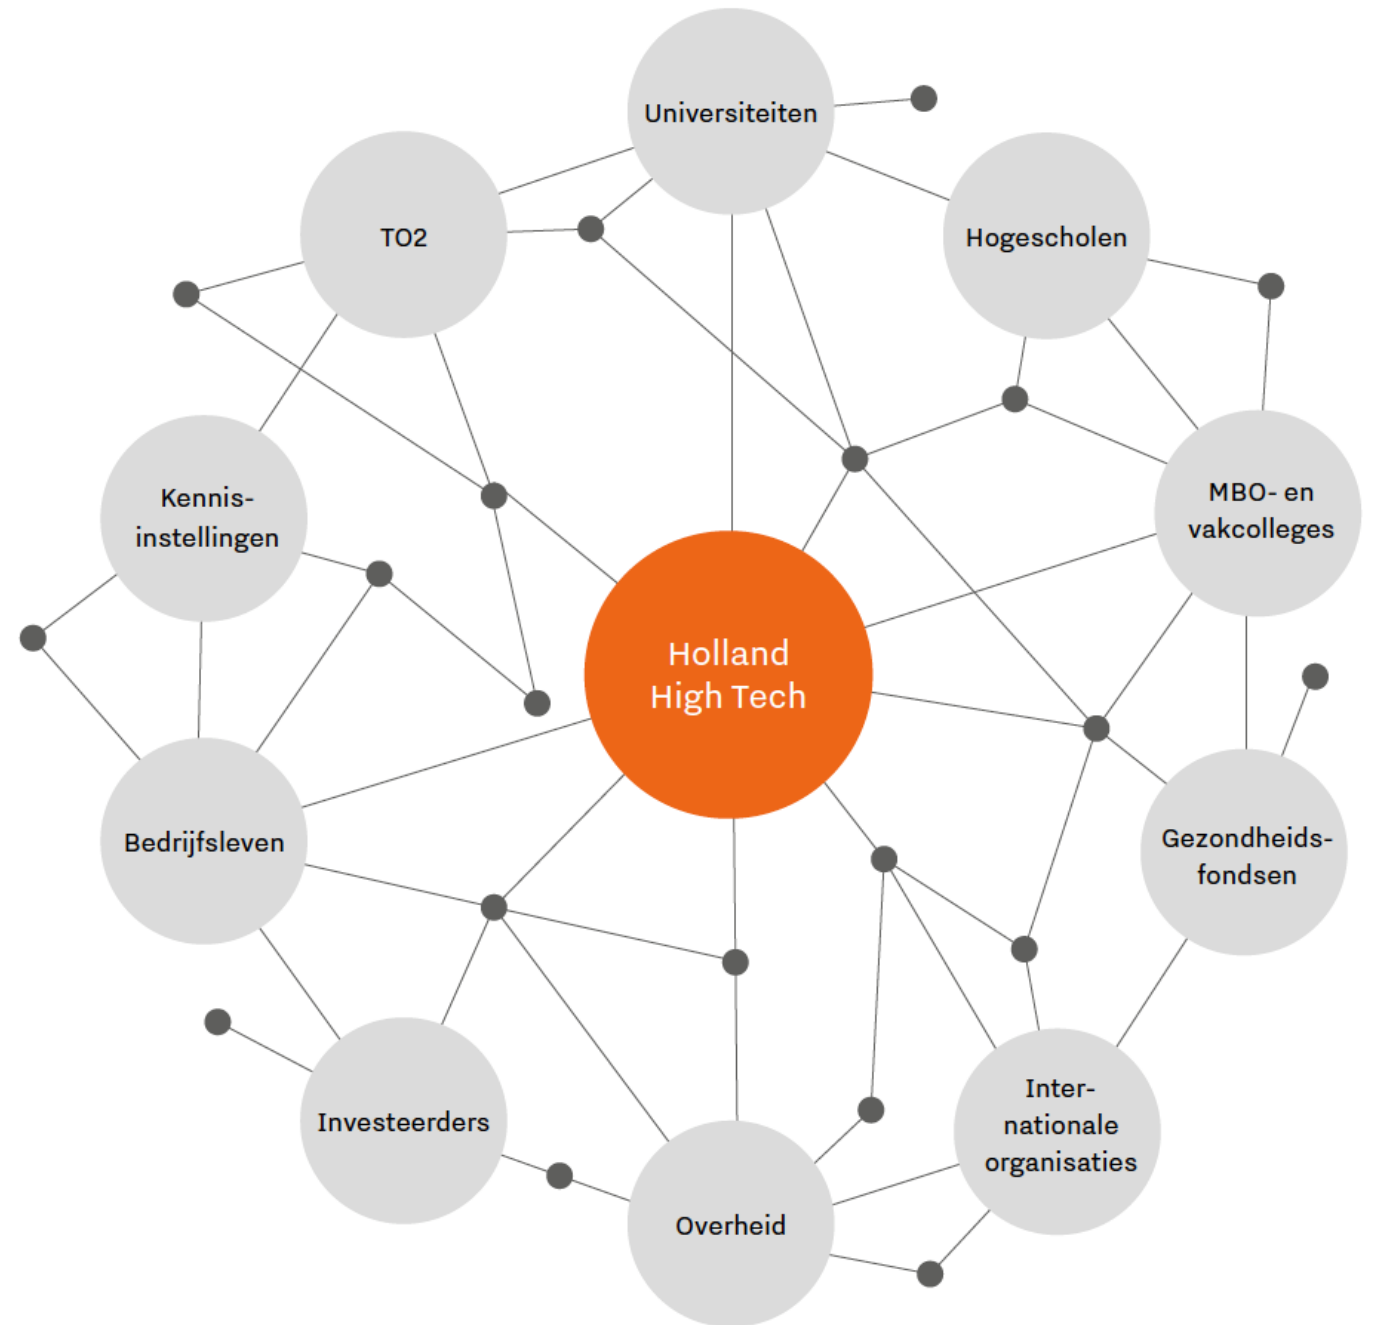 Universiteiten
TO2
Hogescholen
Kennis-
instellingen
MBO- en
vakcolleges
Holland
High Tech
Bedrijfsleven
Gezondheids-
fondsen
Investeerders
Inter-
nationale
organisaties
Overheid